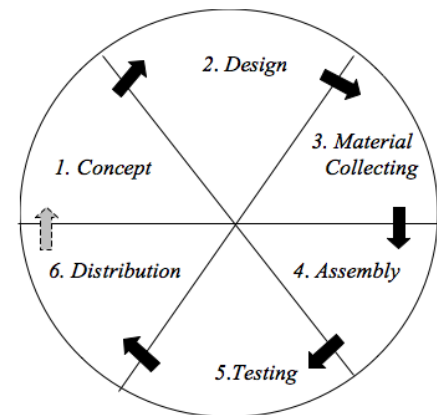 2. Design
3. Material
Collecting
1. Concept
6. Distribution
4. Assembly
5.Testing